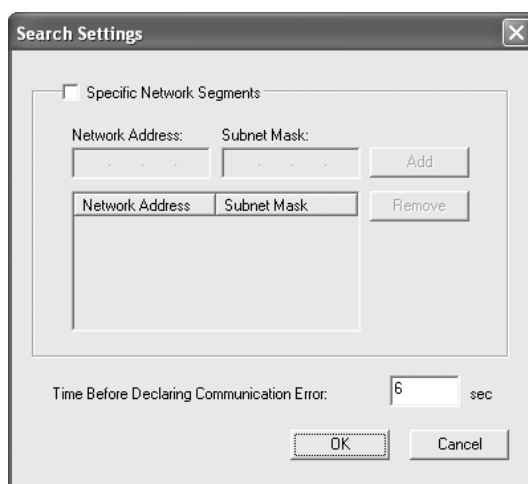 Search Settings
Specific Network Segments
Network Address: Subnet Mask:
. . . . . . Add
Network Address Subnet Mask Remove
Time Before Declaring Communication Error: 6 sec
OK Cancel